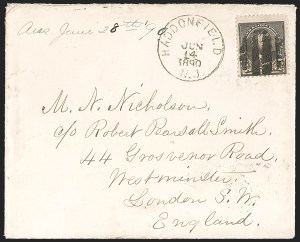 Ans. June 28th/
HADDONFIELD
JUN
14
1890
N.J.
M. N. Nicholson,
c/o Robert Pearsall Smith.
44 Grosvenor Road.
Westminster.
London S. W.
England.